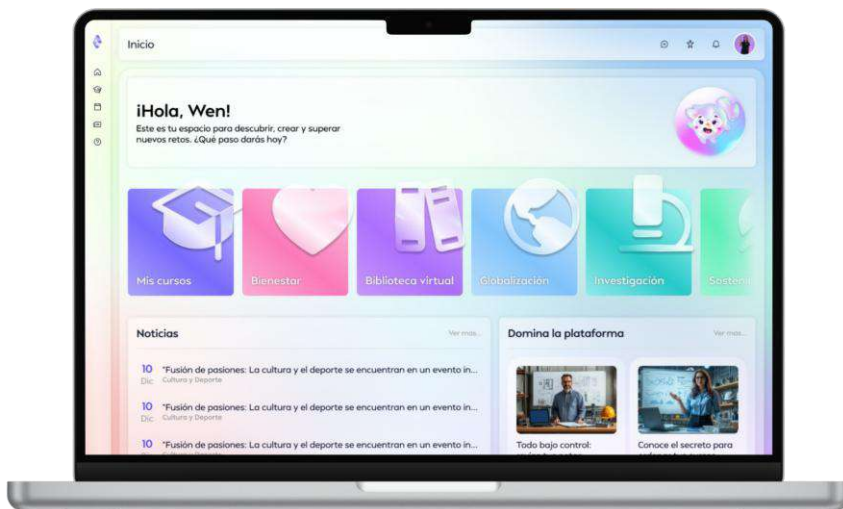 Inicio
¡Hola, Wen!
Este es tu espacio para descubrir, crear y superar
nuevos retos. ¿Qué paso darás hoy?
Mis cursos
Bienestar
Biblioteca virtual
Globalización
Investigación
Noticias
Ver mas...
Domina la plataforma
Ver mas...
10 "Fusión de pasiones: La cultura y el deporte se encuentran en un evento in...
Dic Cultura y Deporte
10 "Fusión de pasiones: La cultura y el deporte se encuentran en un evento in...
Dic Cultura y Deporte
10 "Fusión de pasiones: La cultura y el deporte se encuentran en un evento in...
Todo bajo control:
Conoce el secreto para